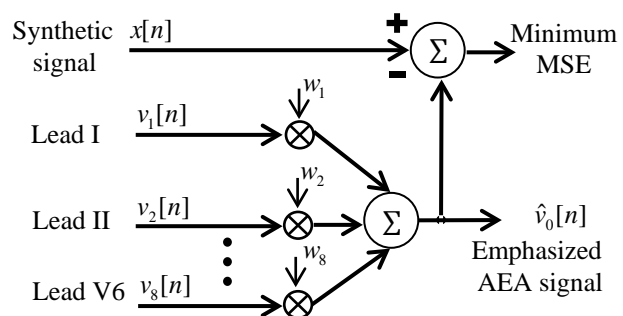 Synthetic
signal
x[n]
+
−
Σ
Minimum
MSE
Lead I
v₁[n]
w₁
Lead II
v₂[n]
w₂
Σ
v̂₀[n]
Emphasized
AEA signal
Lead V6
v₈[n]
w₈